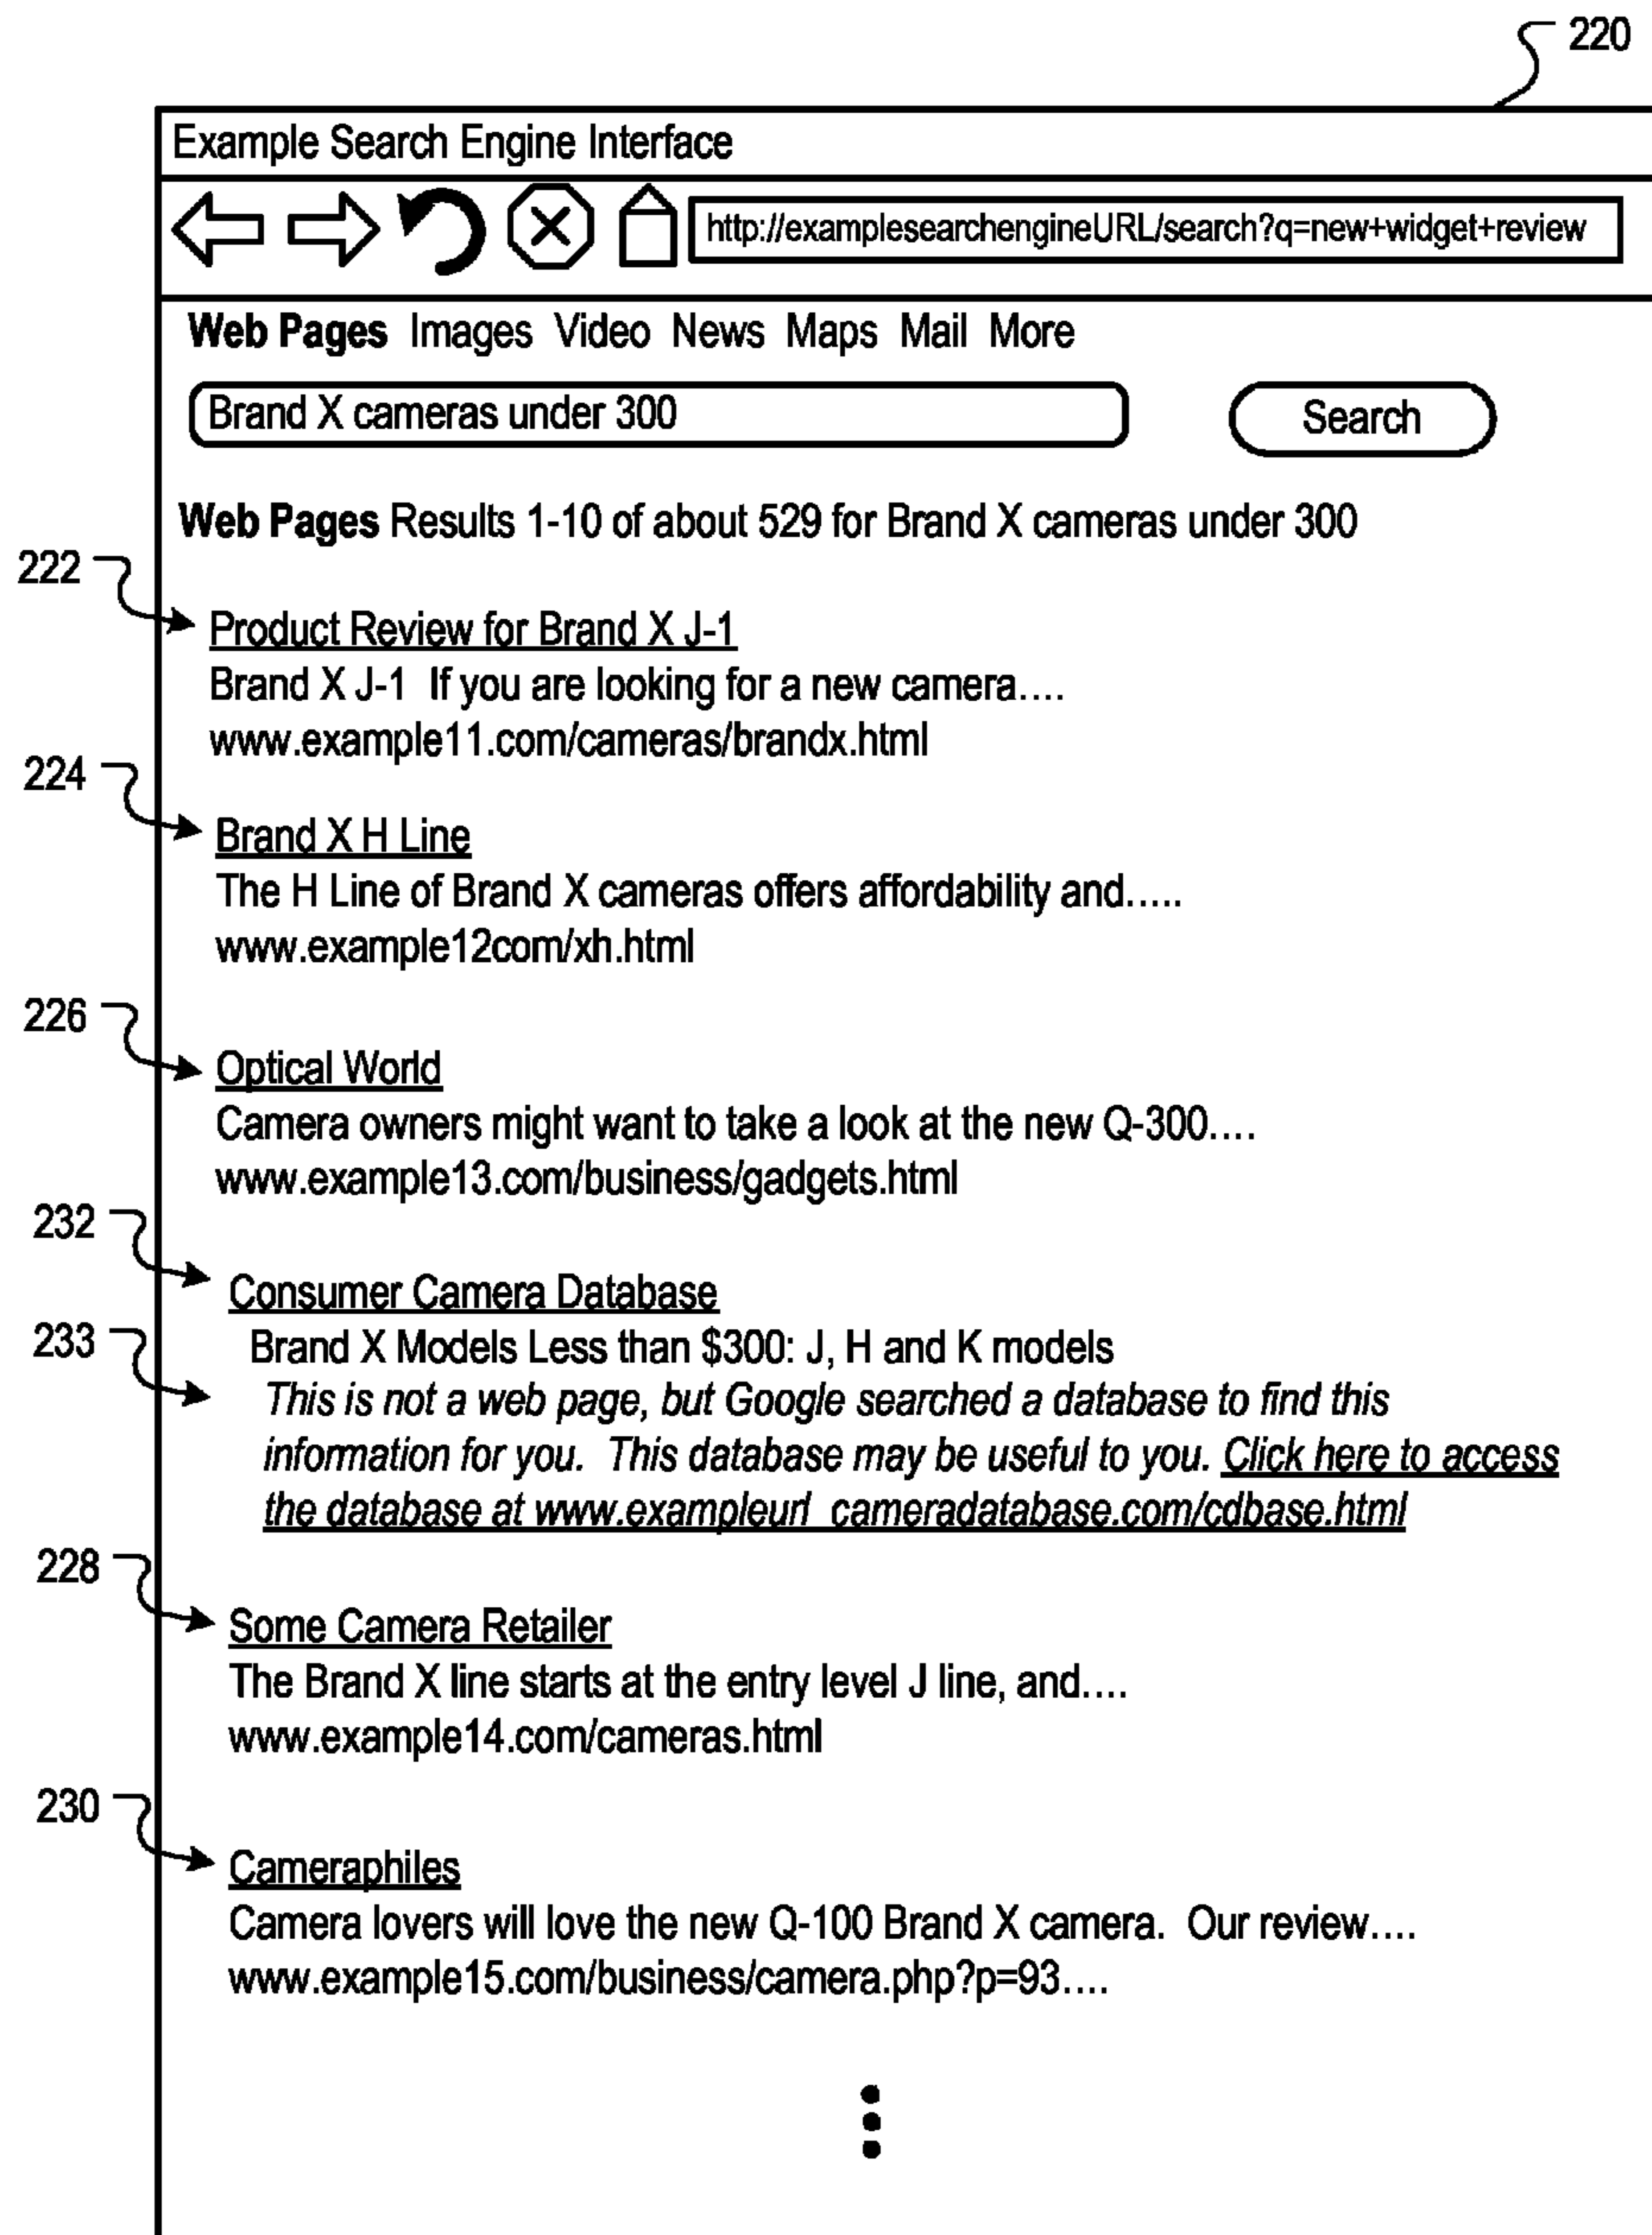 220
Example Search Engine Interface
http://examplesearchengineURL/search?q=new+widget+review
Web Pages Images Video News Maps Mail More
Brand X cameras under 300
Search
Web Pages Results 1-10 of about 529 for Brand X cameras under 300
222
Product Review for Brand X J-1
Brand X J-1 If you are looking for a new camera....
www.example11.com/cameras/brandx.html
224
Brand X H Line
The H Line of Brand X cameras offers affordability and.....
www.example12com/xh.html
226
Optical World
Camera owners might want to take a look at the new Q-300....
www.example13.com/business/gadgets.html
232
Consumer Camera Database
233
Brand X Models Less than $300: J, H and K models
This is not a web page, but Google searched a database to find this
information for you. This database may be useful to you. Click here to access
the database at www.exampleurl_cameradatabase.com/cdbase.html
228
Some Camera Retailer
The Brand X line starts at the entry level J line, and....
www.example14.com/cameras.html
230
Cameraphiles
Camera lovers will love the new Q-100 Brand X camera. Our review....
www.example15.com/business/camera.php?p=93....